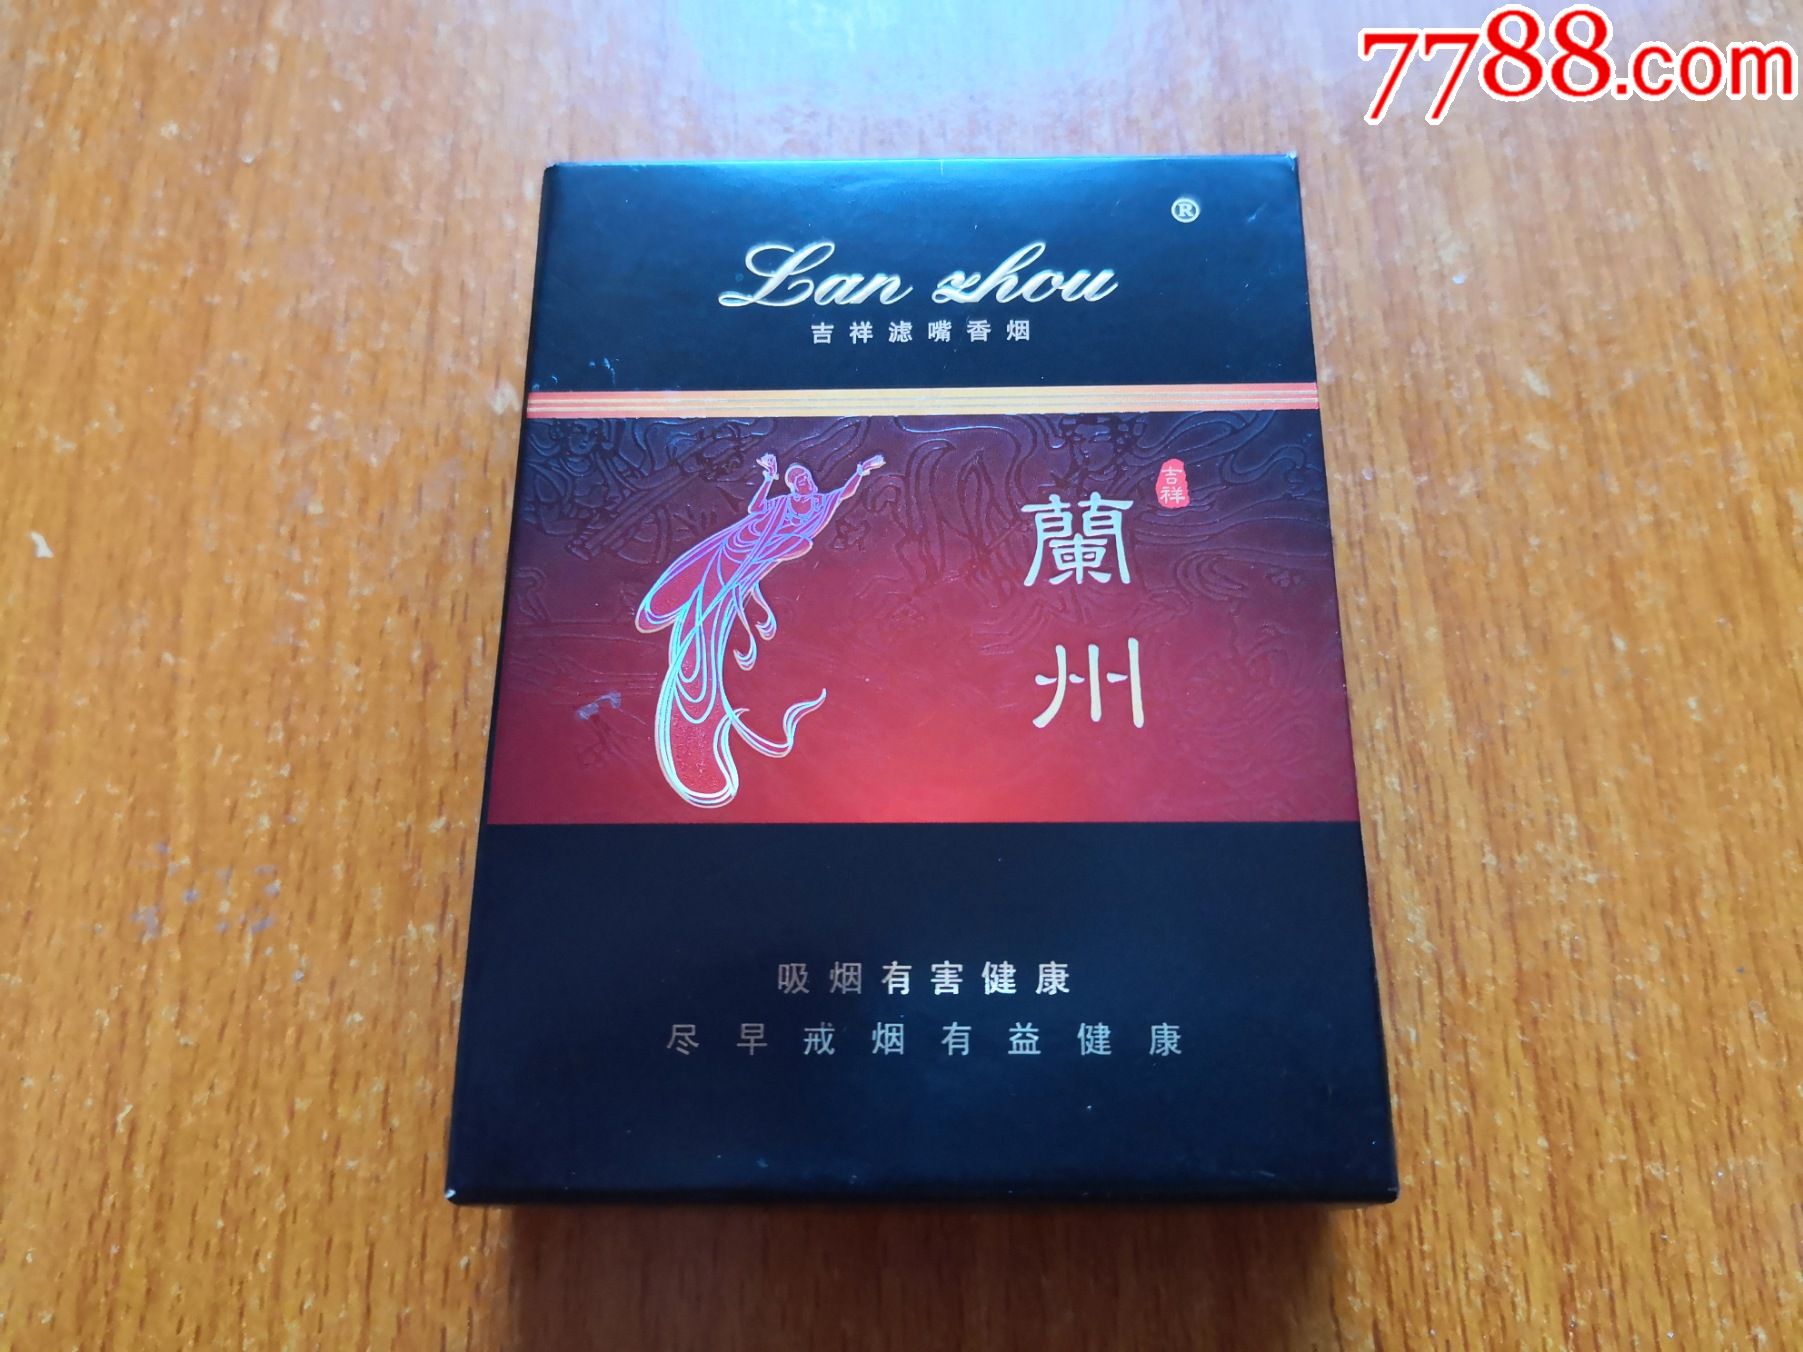 7788.com
®
Lan zhou
吉祥滤嘴香烟
吉祥
蘭州
吸烟有害健康
尽早戒烟有益健康